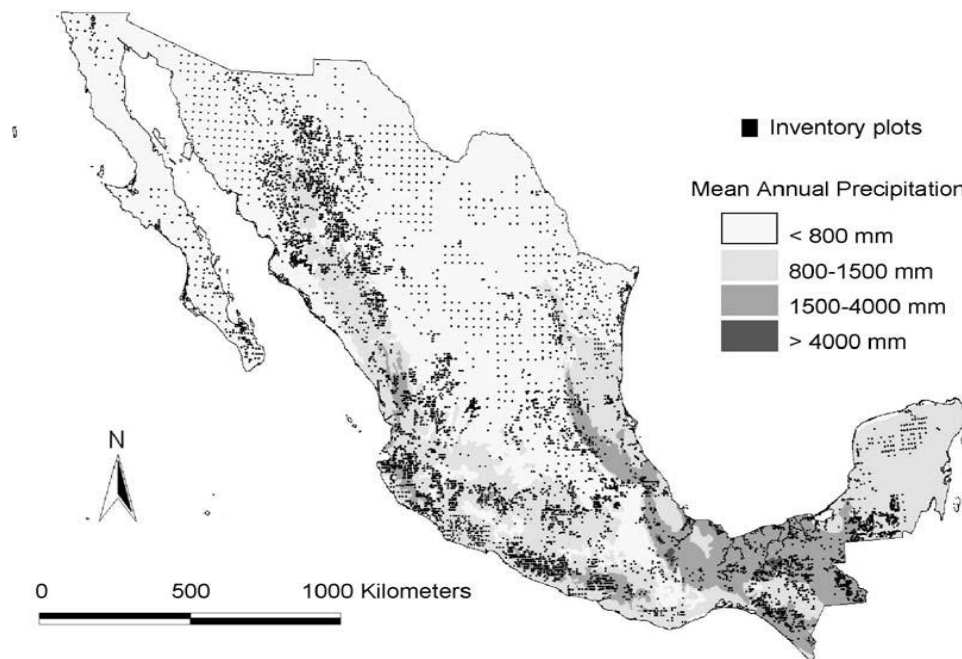 Inventory plots
Mean Annual Precipitation
< 800 mm
800-1500 mm
1500-4000 mm
> 4000 mm
N
0 500 1000 Kilometers